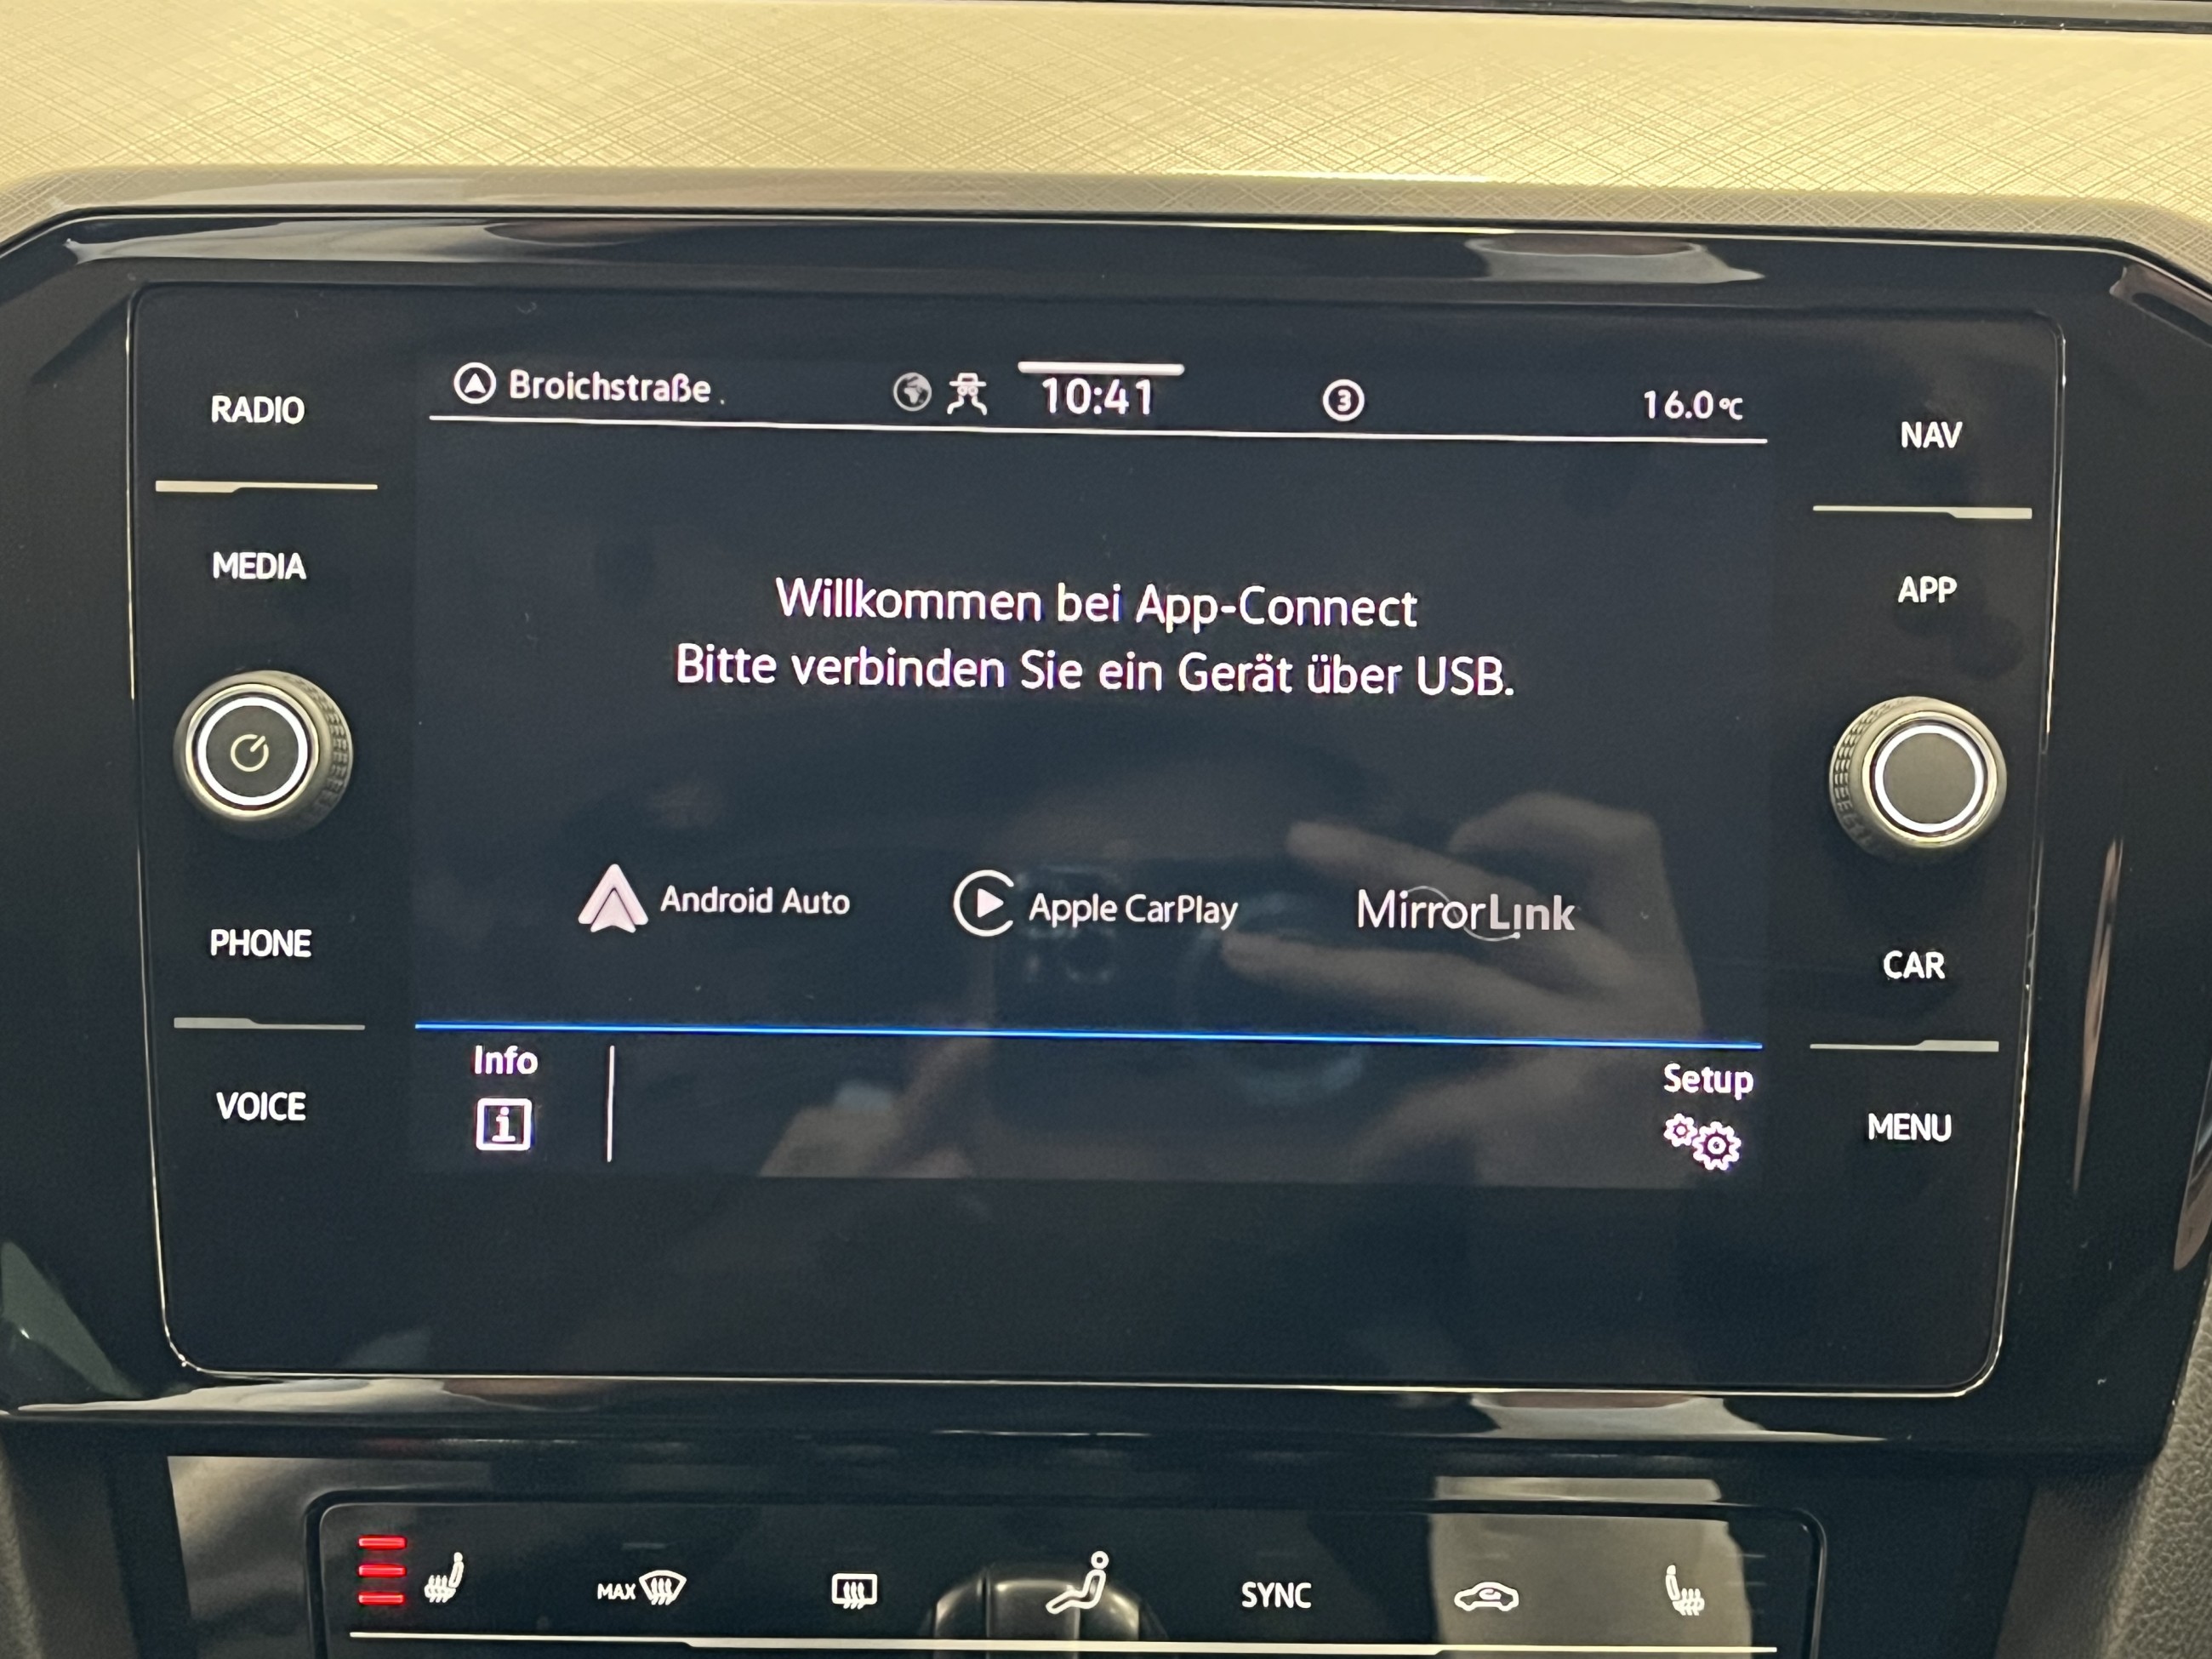 Broichstraße
10:41
3
16.0°C
RADIO
MEDIA
PHONE
VOICE
Willkommen bei App-Connect
Bitte verbinden Sie ein Gerät über USB.
Android Auto
Apple CarPlay
MirrorLink
Info
i
Setup
NAV
APP
CAR
MENU
MAX
SYNC